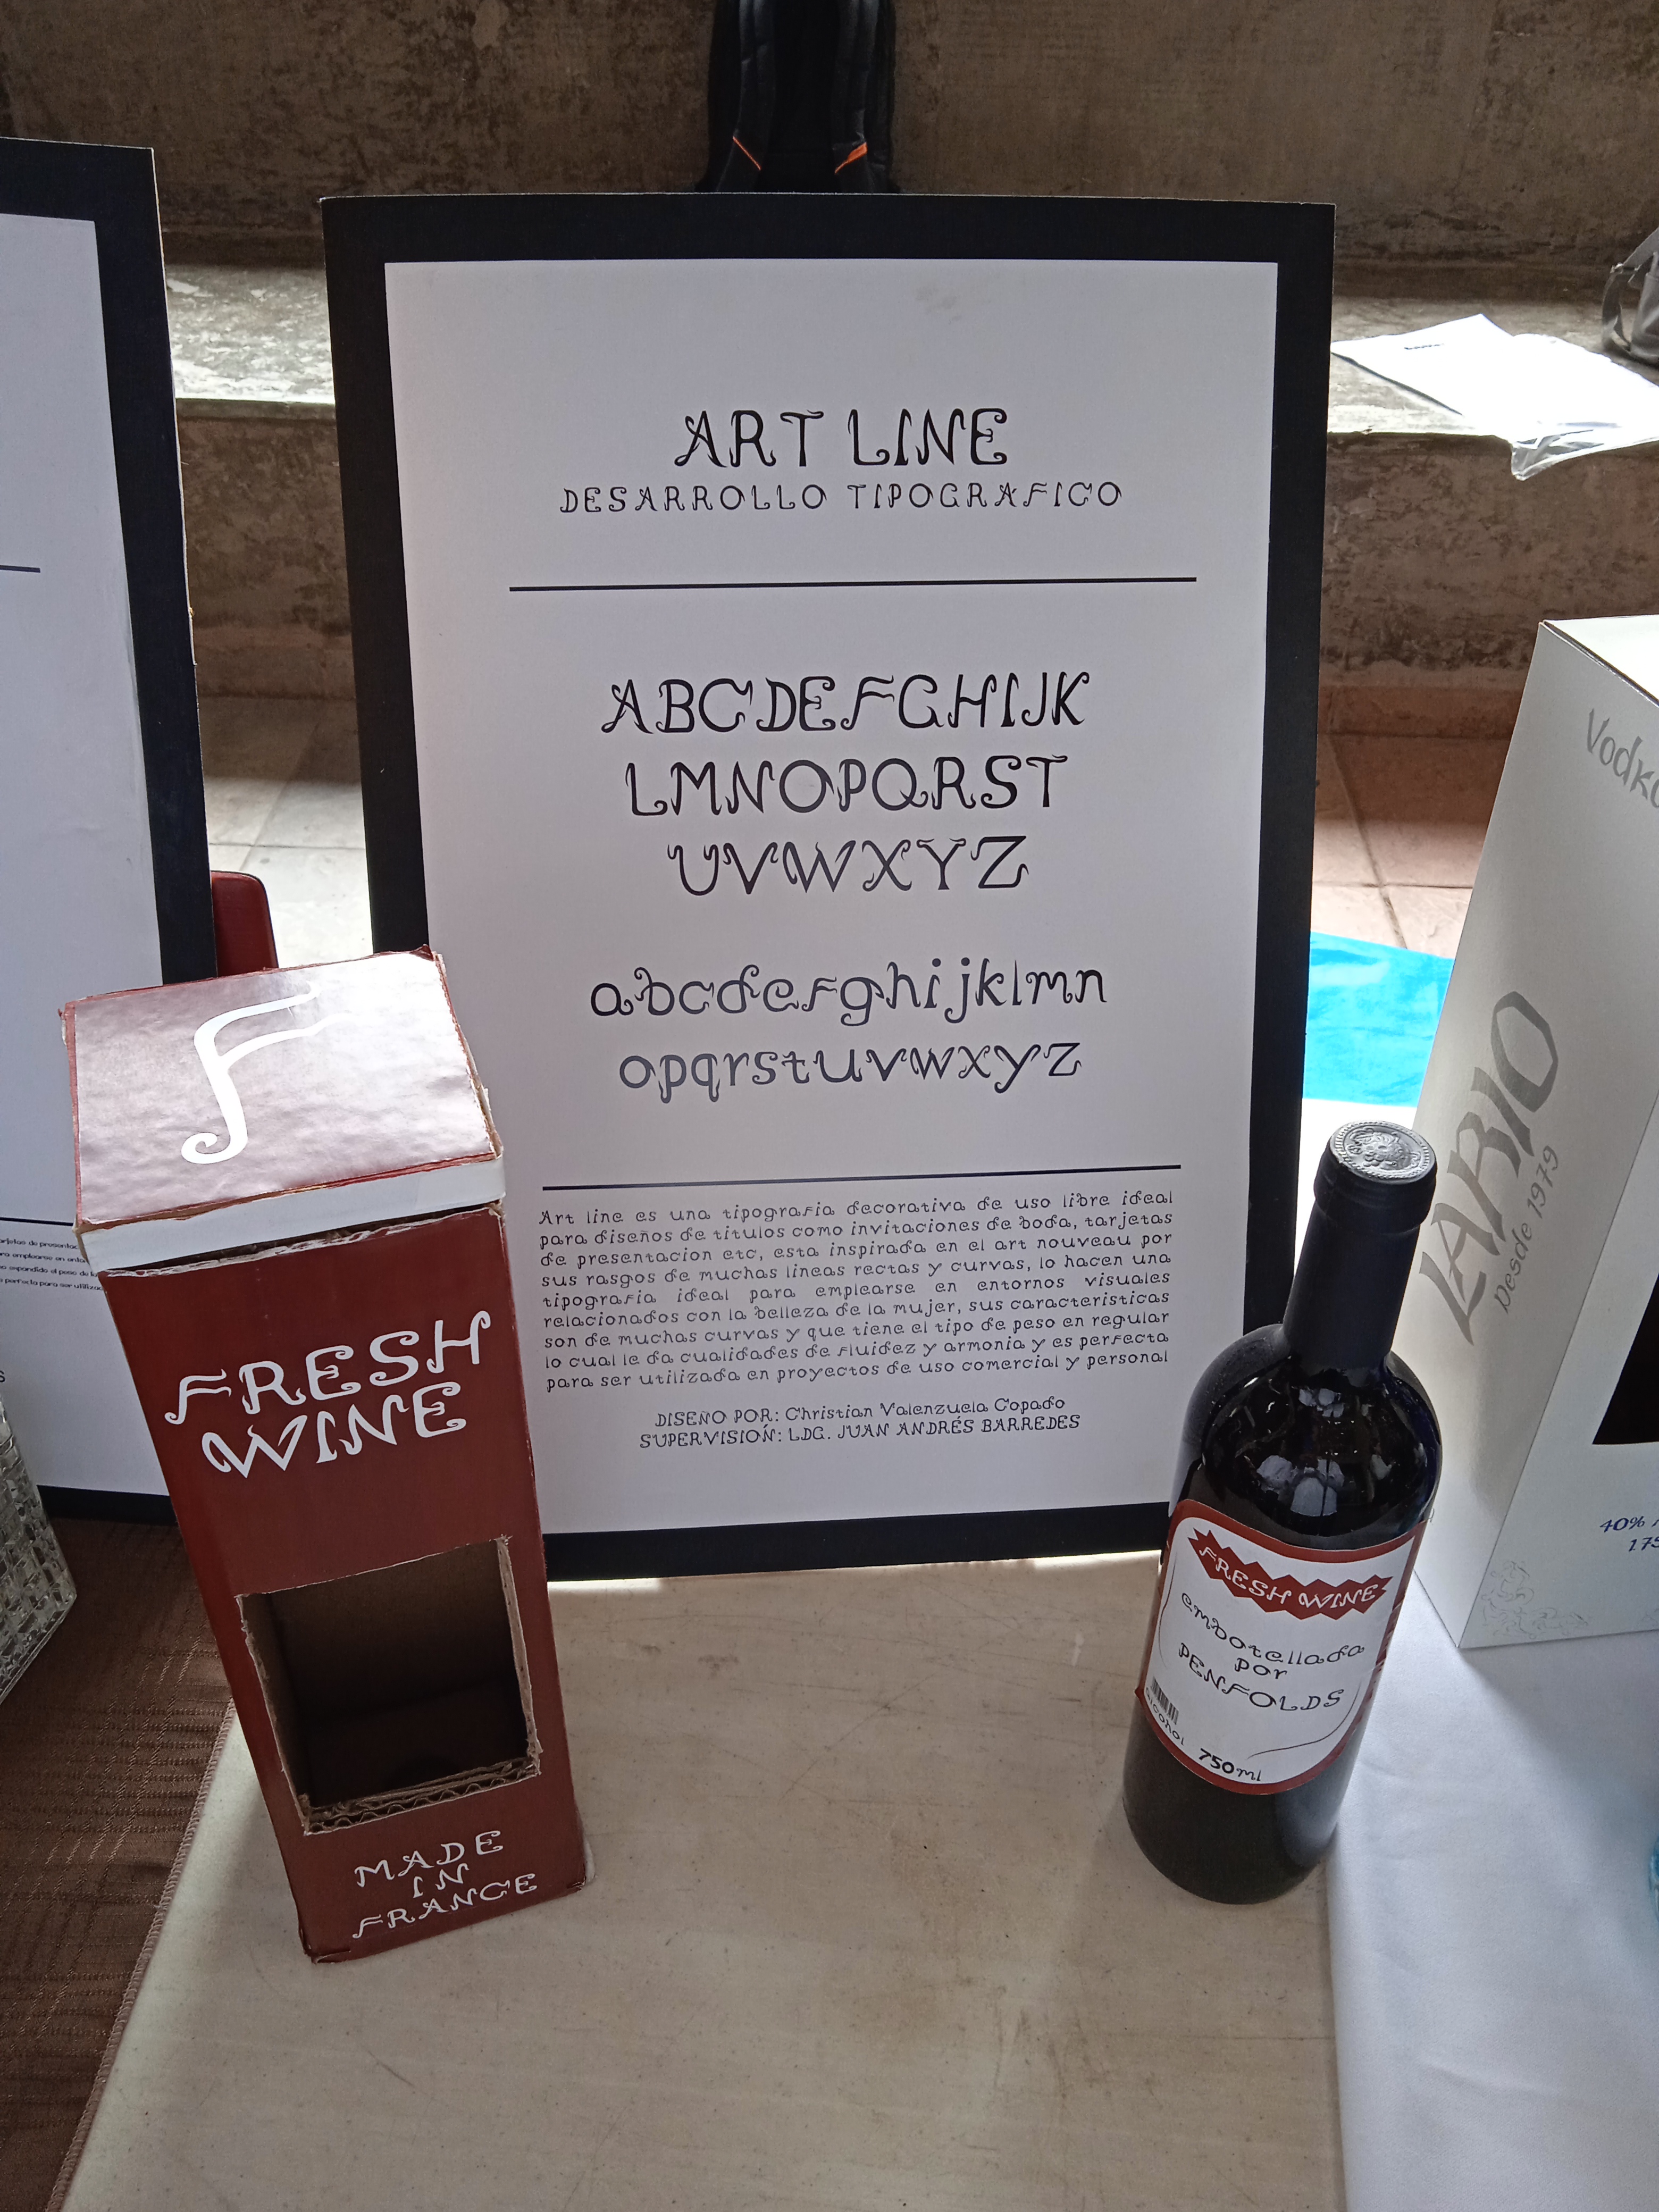 ART LINE
DESARROLLO TIPOGRAFICO
ABCDEFGHIJK
LMNOPQRST
UVWXYZ
abcdefghijklmn
opqrstuvwxyz
Art line es una tipografia decorativa de uso libre ideal
para diseños de titulos como invitaciones de boda, tarjetas
de presentacion etc, esta inspirada en el art nouveau por
sus rasgos de muchas lineas rectas y curvas, lo hacen una
tipografia ideal para emplearse en entornos visuales
relacionados con la belleza de la mujer, sus caracteristicas
son de muchas curvas y que tiene el tipo de peso en regular
lo cual le da cualidades de fluidez y armonia y es perfecta
para ser utilizada en proyectos de uso comercial y personal
DISEÑO POR: Christian Valenzuela Copado
SUPERVISIÓN: LDG. JUAN ANDRÉS BARREDES
F
FRESH
WINE
MADE
IN
FRANCE
FRESH WINE
embotellada
por
PENFOLDS
alcohol
750ml
Vodka
LABIO
Desde 1979
40%